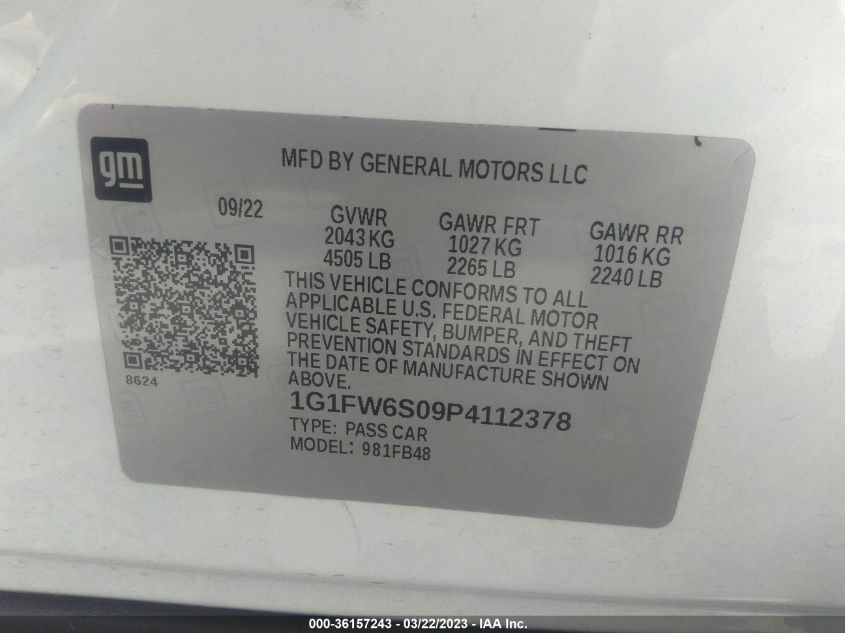 gm
MFD BY GENERAL MOTORS LLC
09/22
GVWR
2043 KG
4505 LB
GAWR FRT
1027 KG
2265 LB
GAWR RR
1016 KG
2240 LB
THIS VEHICLE CONFORMS TO ALL
APPLICABLE U.S. FEDERAL MOTOR
VEHICLE SAFETY, BUMPER, AND THEFT
PREVENTION STANDARDS IN EFFECT ON
THE DATE OF MANUFACTURE SHOWN
ABOVE.
8624
1G1FW6S09P4112378
TYPE: PASS CAR
MODEL: 981FB48
000-36157243 - 03/22/2023 - IAA Inc.